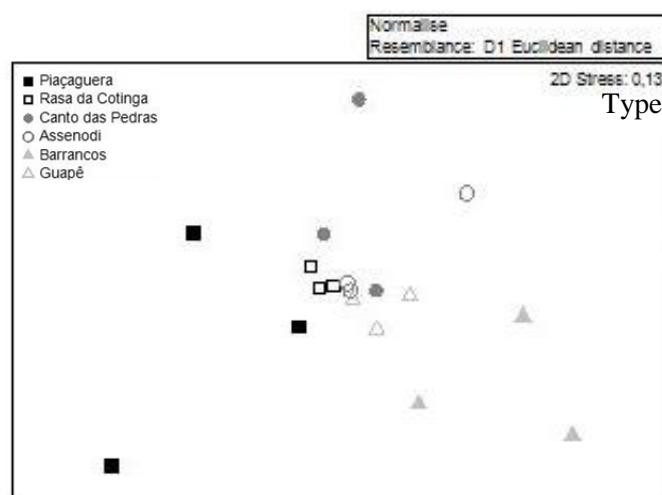 Normalise
Resemblance: D1 Euclidean distance
2D Stress: 0,13
Type
Piaçaguera
Rasa da Cotinga
Canto das Pedras
Assenodi
Barrancos
Guapê